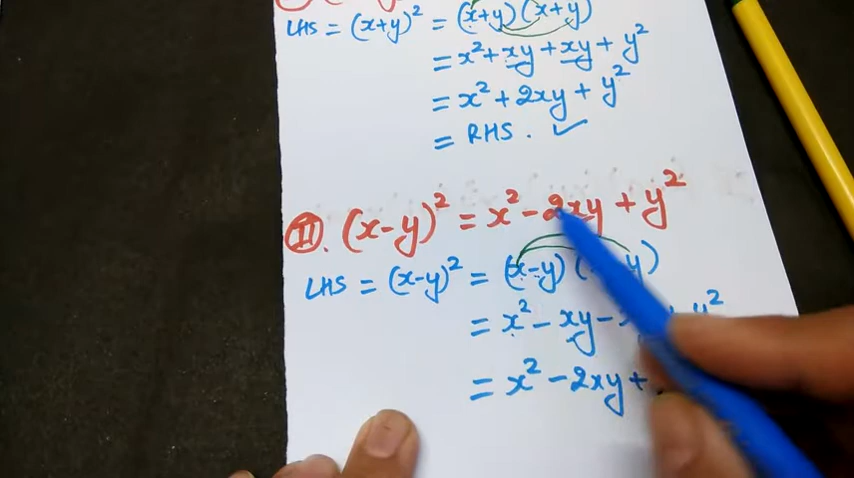 LHS = (x+y)² = (x+y)(x+y)
= x² + xy + xy + y²
= x² + 2xy + y²
= RHS. ✓
II. (x-y)² = x² - 2xy + y²
LHS = (x-y)² = (x-y)( y)
= x² - xy - y²
= x² - 2xy +